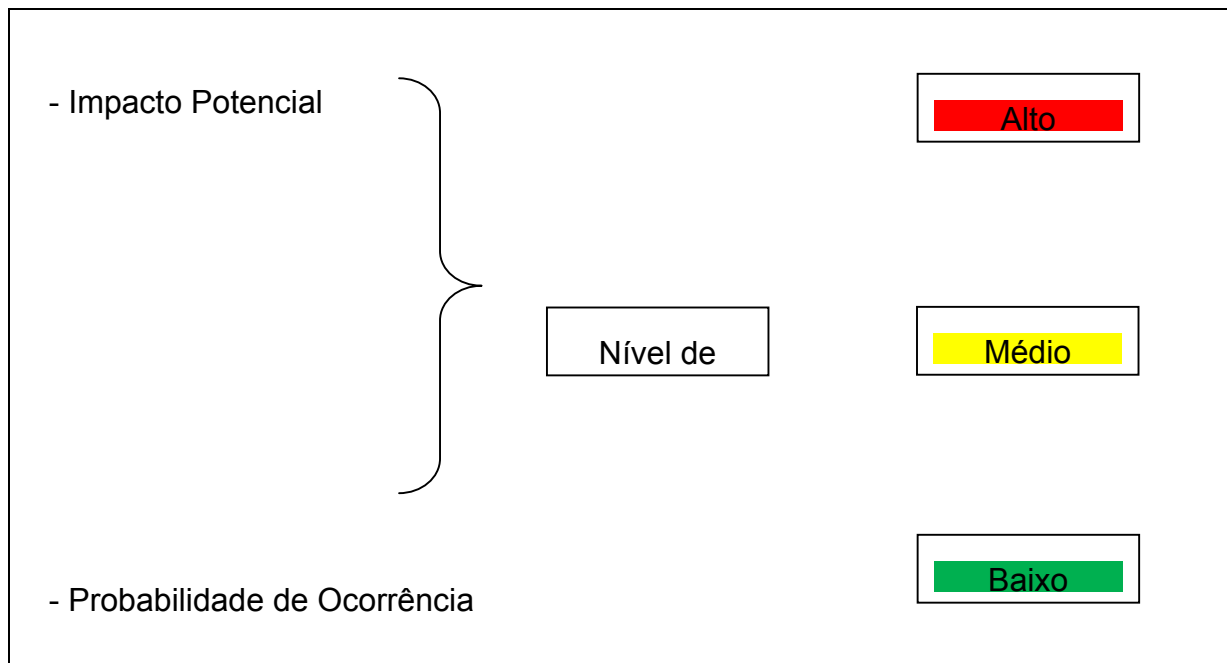 - Impacto Potencial
Alto
Nível de
Médio
Baixo
- Probabilidade de Ocorrência